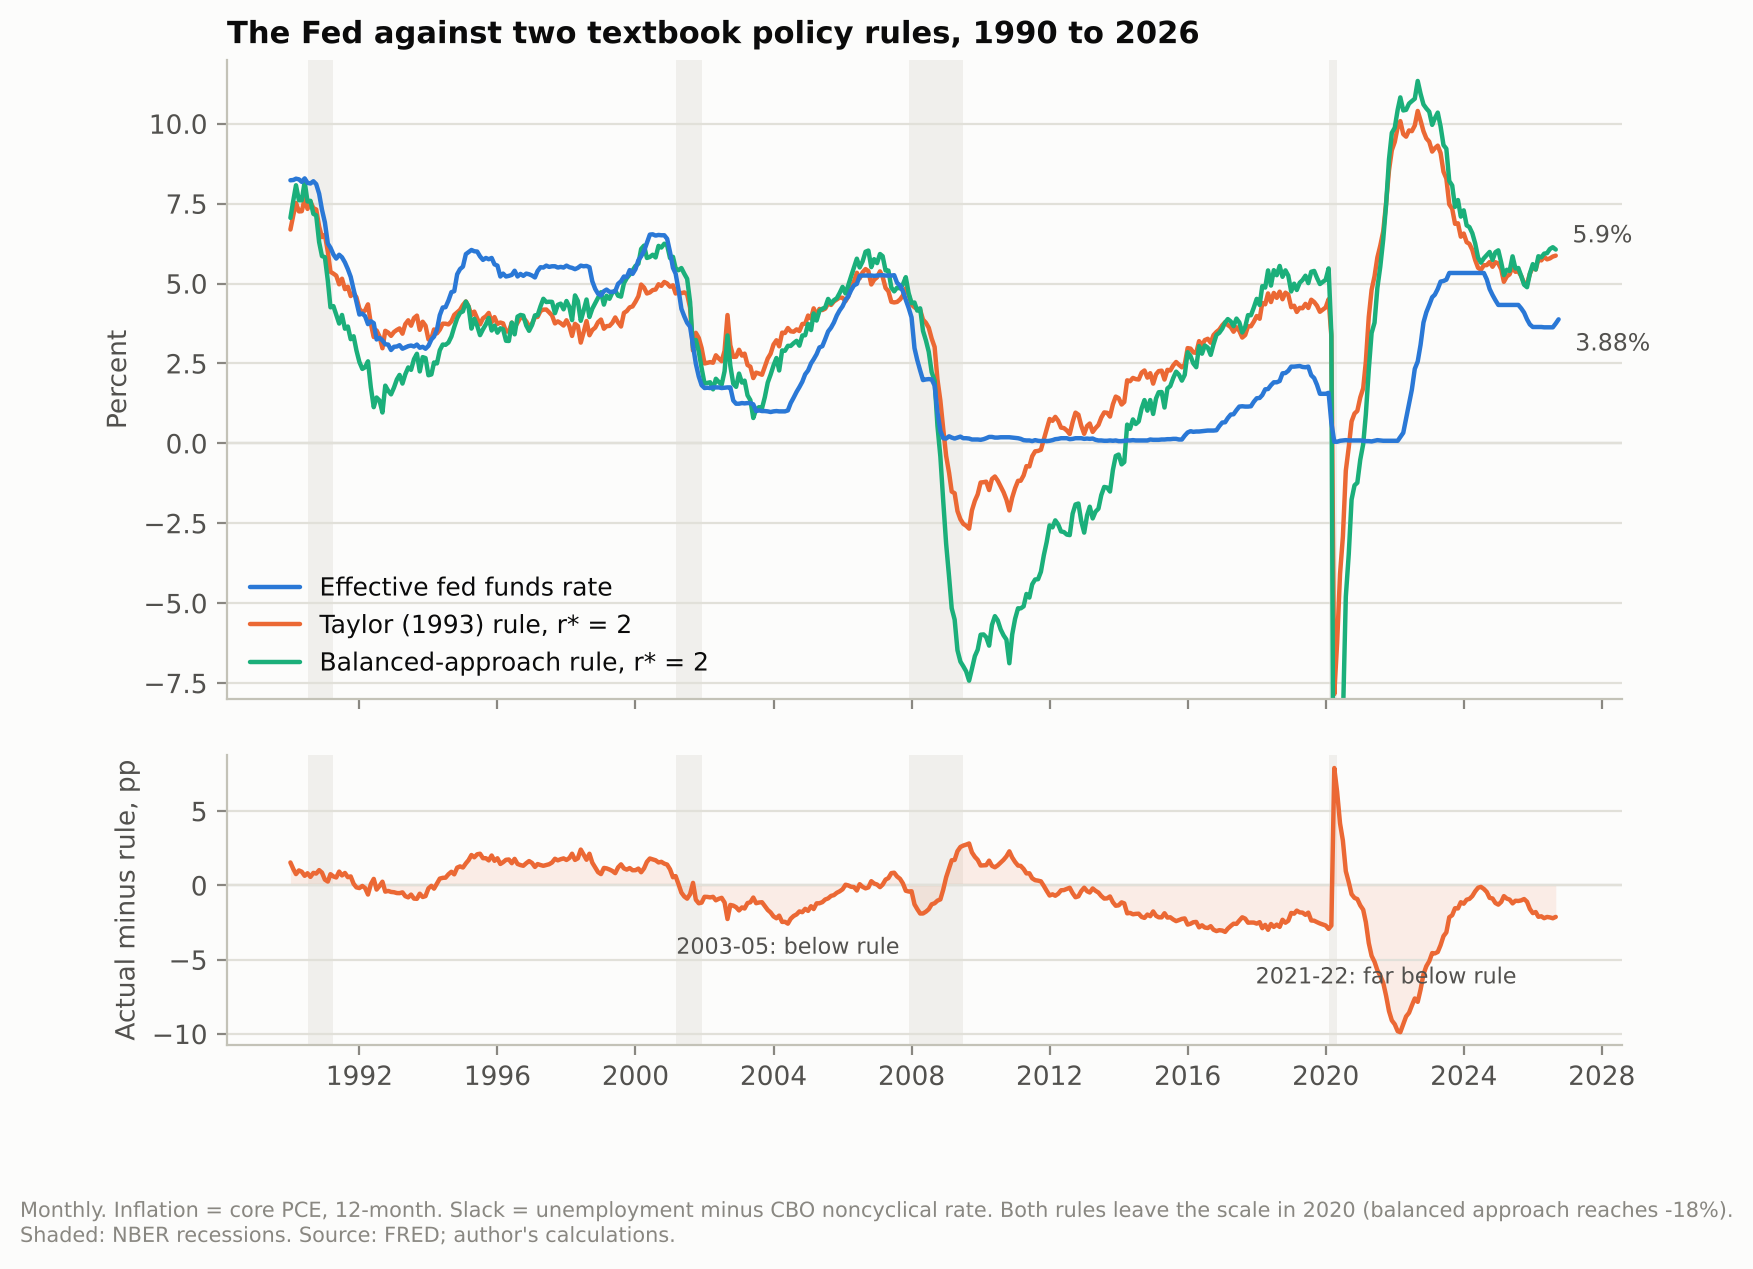 The Fed against two textbook policy rules, 1990 to 2026
Percent
10.0
7.5
5.0
2.5
0.0
−2.5
−5.0
−7.5
5.9%
3.88%
Effective fed funds rate
Taylor (1993) rule, r* = 2
Balanced-approach rule, r* = 2
Actual minus rule, pp
5
0
−5
−10
2003-05: below rule
2021-22: far below rule
1992 1996 2000 2004 2008 2012 2016 2020 2024 2028
Monthly. Inflation = core PCE, 12-month. Slack = unemployment minus CBO noncyclical rate. Both rules leave the scale in 2020 (balanced approach reaches -18%).
Shaded: NBER recessions. Source: FRED; author's calculations.